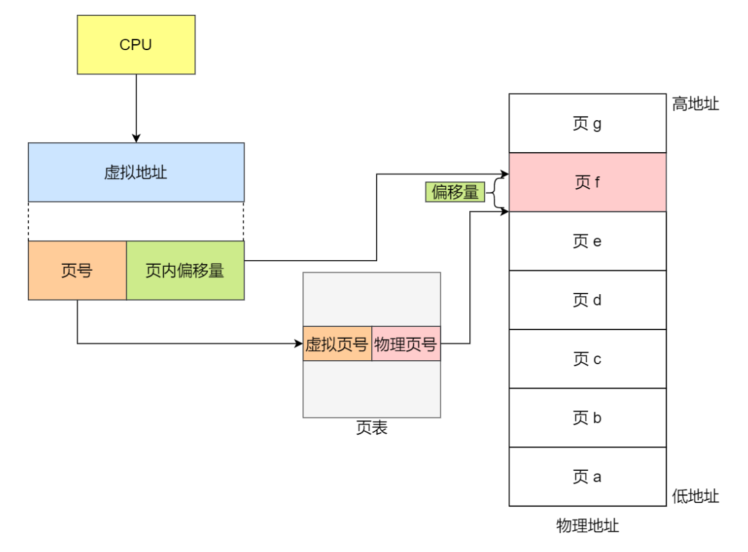 CPU
虚拟地址
页号
页内偏移量
虚拟页号
物理页号
页表
偏移量
高地址
页 g
页 f
页 e
页 d
页 c
页 b
页 a
低地址
物理地址